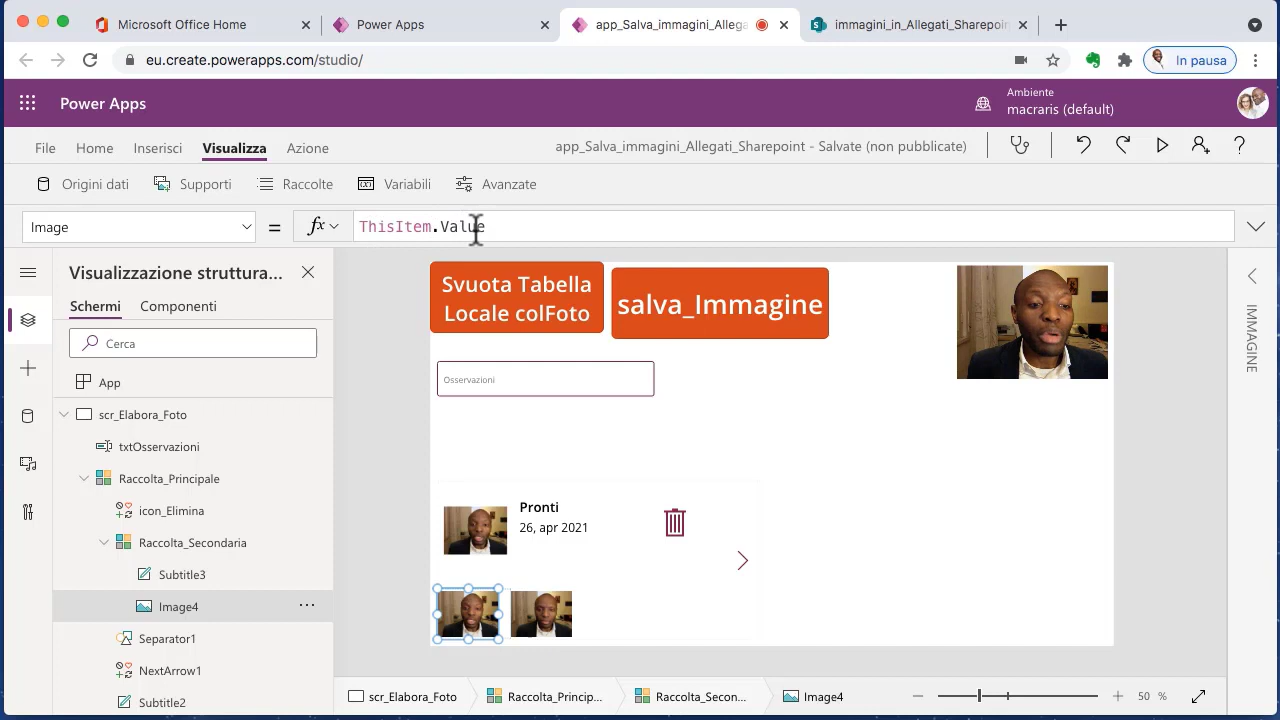 Microsoft Office Home
Power Apps
app_Salva_immagini_Allega
immagini_in_Allegati_Sharepoin
eu.create.powerapps.com/studio/
In pausa
Power Apps
Ambiente
macraris (default)
File
Home
Inserisci
Visualizza
Azione
app_Salva_immagini_Allegati_Sharepoint - Salvate (non pubblicate)
Origini dati
Supporti
Raccolte
Variabili
Avanzate
Image
=
fx
ThisItem.Value
Visualizzazione struttura...
Schermi
Componenti
Cerca
App
scr_Elabora_Foto
txtOsservazioni
Raccolta_Principale
icon_Elimina
Raccolta_Secondaria
Subtitle3
Image4
Separator1
NextArrow1
Subtitle2
Svuota Tabella
Locale colFoto
salva_Immagine
Osservazioni
Pronti
26, apr 2021
IMMAGINE
scr_Elabora_Foto
Raccolta_Princip...
Raccolta_Secon...
Image4
50 %